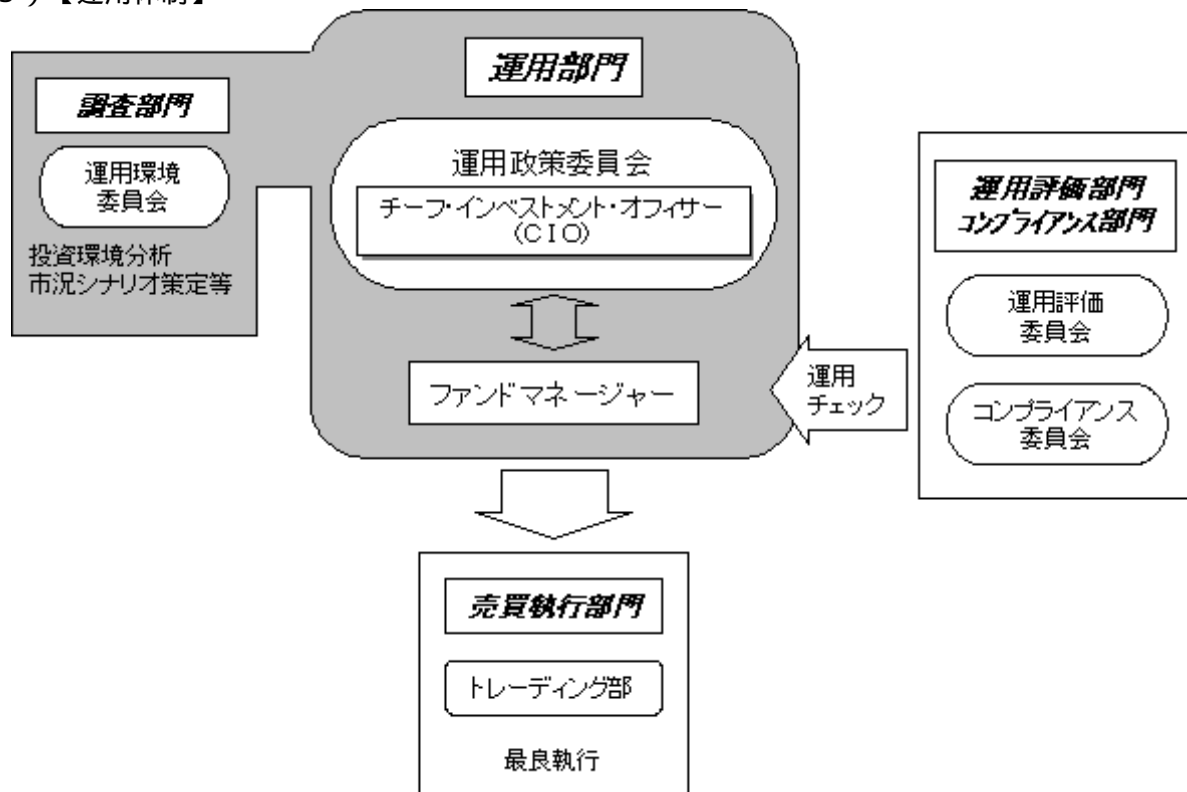 ）【運用体制】
運用部門
調査部門
運用環境
委員会
投資環境分析
市況シナリオ策定等
運用政策委員会
チーフ・インベストメント・オフィサー
（ＣＩＯ）
ファンドマネージャー
運用
チェック
運用評価部門
コンプライアンス部門
運用評価
委員会
コンプライアンス
委員会
売買執行部門
トレーディング部
最良執行